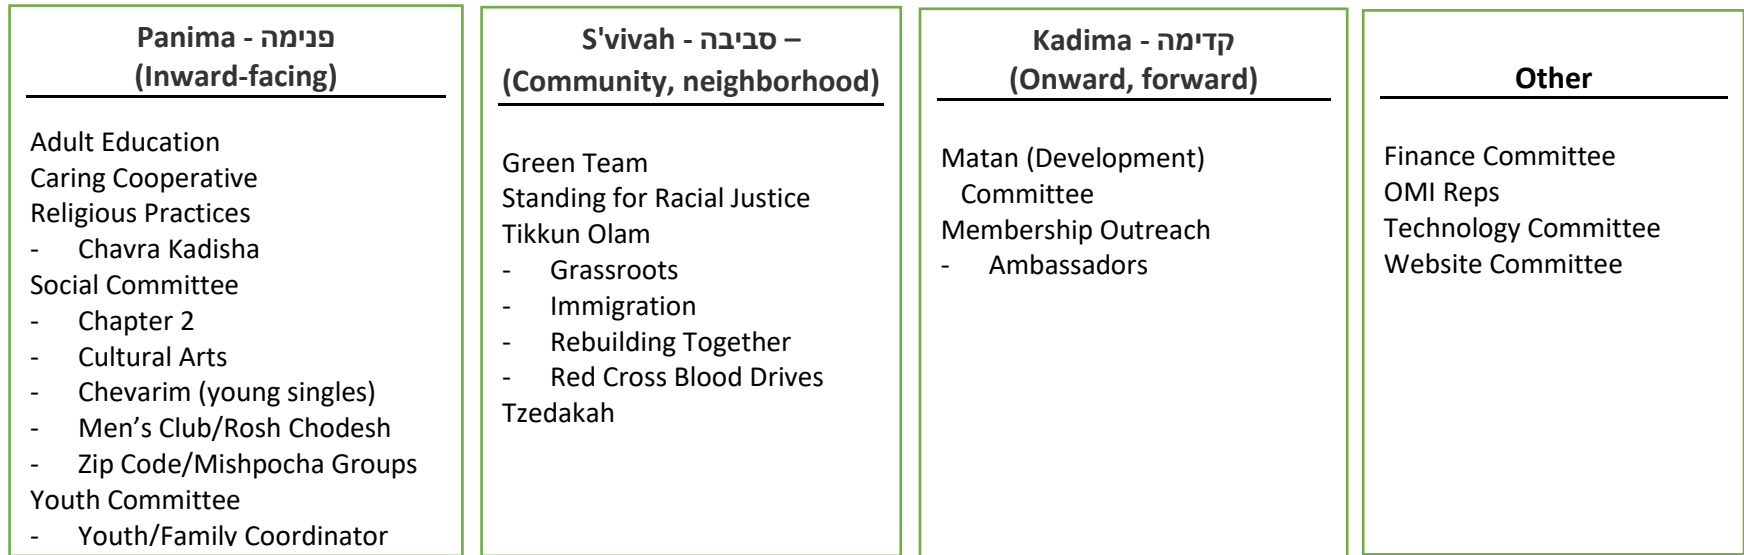 Panima - פנימה
(Inward-facing)
Adult Education
Caring Cooperative
Religious Practices
- Chavra Kadisha
Social Committee
- Chapter 2
- Cultural Arts
- Chevarim (young singles)
- Men’s Club/Rosh Chodesh
- Zip Code/Mishpocha Groups
Youth Committee
- Youth/Family Coordinator
S'vivah - סביבה –
(Community, neighborhood)
Green Team
Standing for Racial Justice
Tikkun Olam
- Grassroots
- Immigration
- Rebuilding Together
- Red Cross Blood Drives
Tzedakah
Kadima - קדימה
(Onward, forward)
Matan (Development)
Committee
Membership Outreach
- Ambassadors
Other
Finance Committee
OMI Reps
Technology Committee
Website Committee